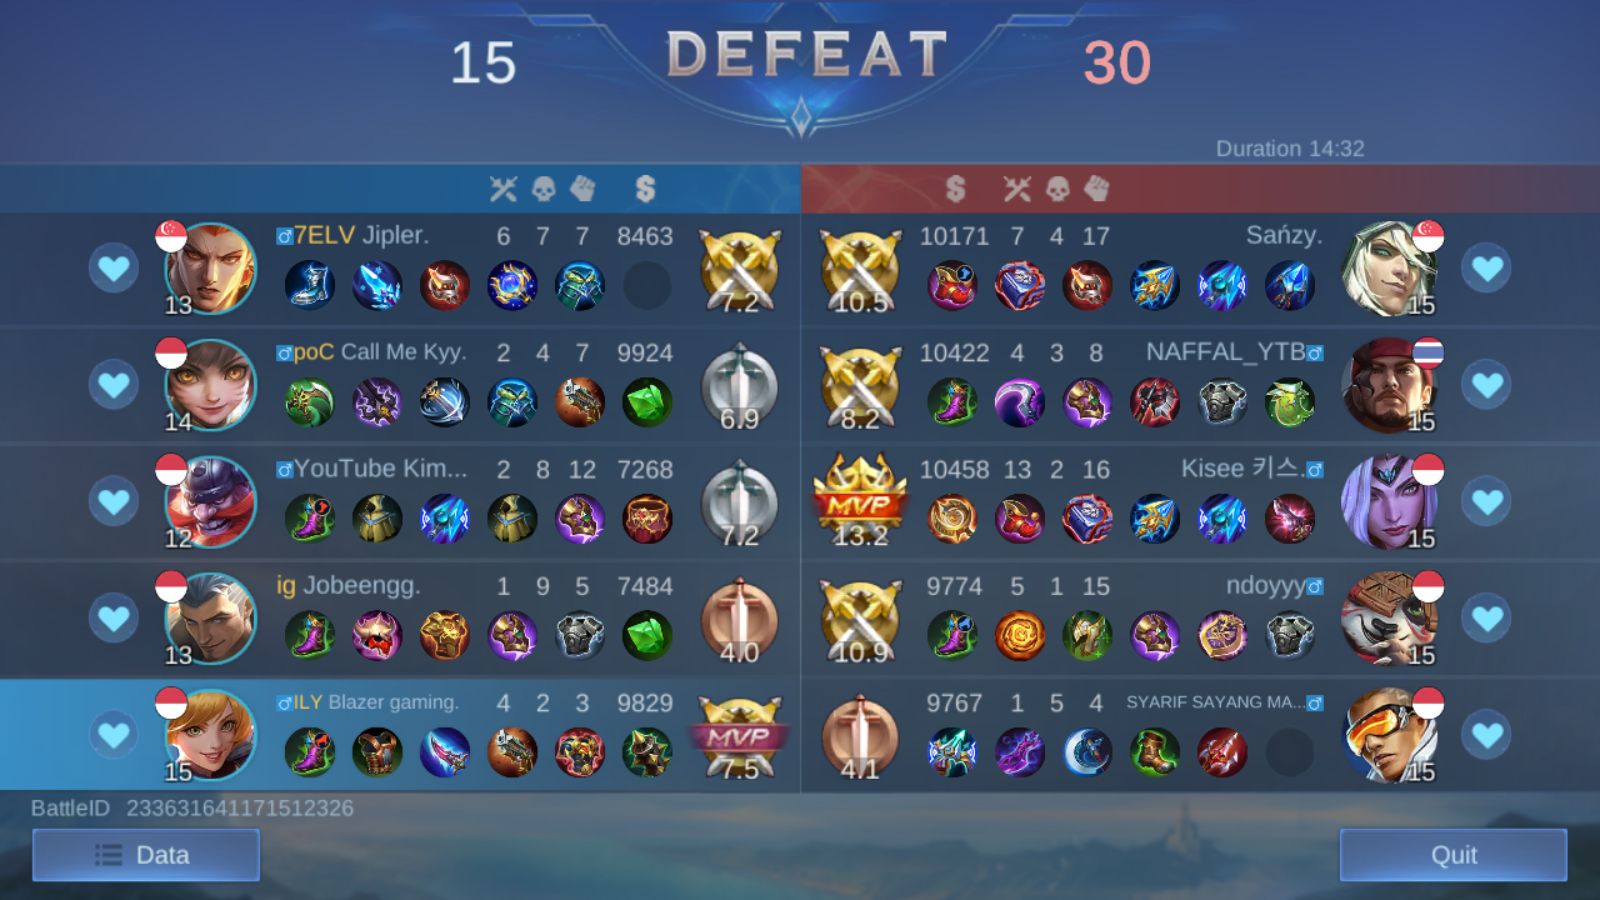 15 DEFEAT 30
Duration 14:32
7ELV Jipler. 6 7 7 8463
13 7.2
10171 7 4 17 Sańzy.
10.5 15
poC Call Me Kyy. 2 4 7 9924
14 6.9
10422 4 3 8 NAFFAL_YTB
8.2 15
YouTube Kim... 2 8 12 7268
12 7.2
10458 13 2 16 Kisee 키스.
MVP
13.2 15
ig Jobeengg. 1 9 5 7484
13 4.0
9774 5 1 15 ndoyyy
10.9 15
ILY Blazer gaming. 4 2 3 9829
MVP
15 7.5
9767 1 5 4 SYARIF SAYANG MA...
4.1 15
BattleID 233631641171512326
Data
Quit